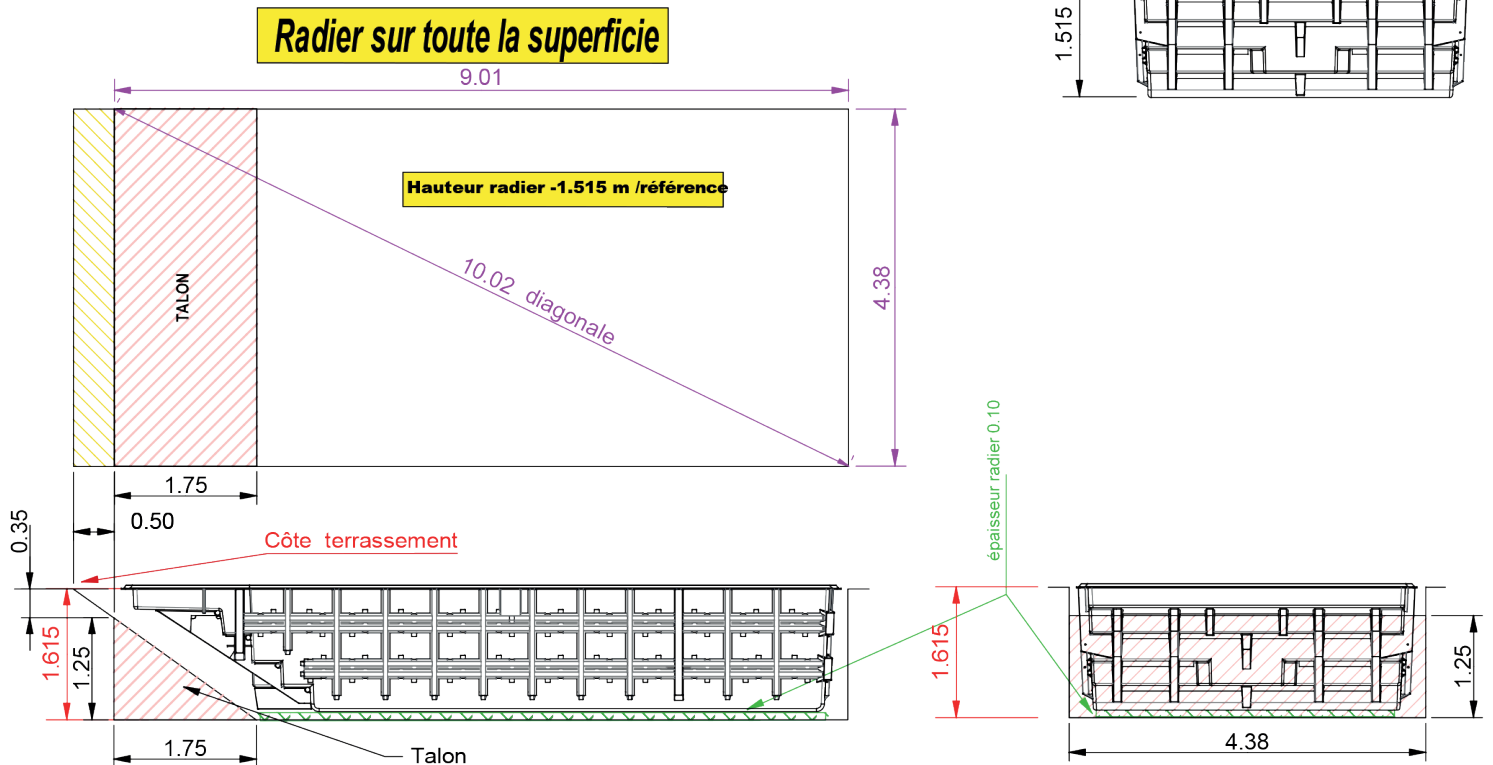 Radier sur toute la superficie
1.515
9.01
Hauteur radier -1.515 m /référence
TALON
10.02 diagonale
4.38
1.75
0.50
0.35
Côte terrassement
épaisseur radier 0.10
1.615
1.25
1.615
1.25
1.75
Talon
4.38